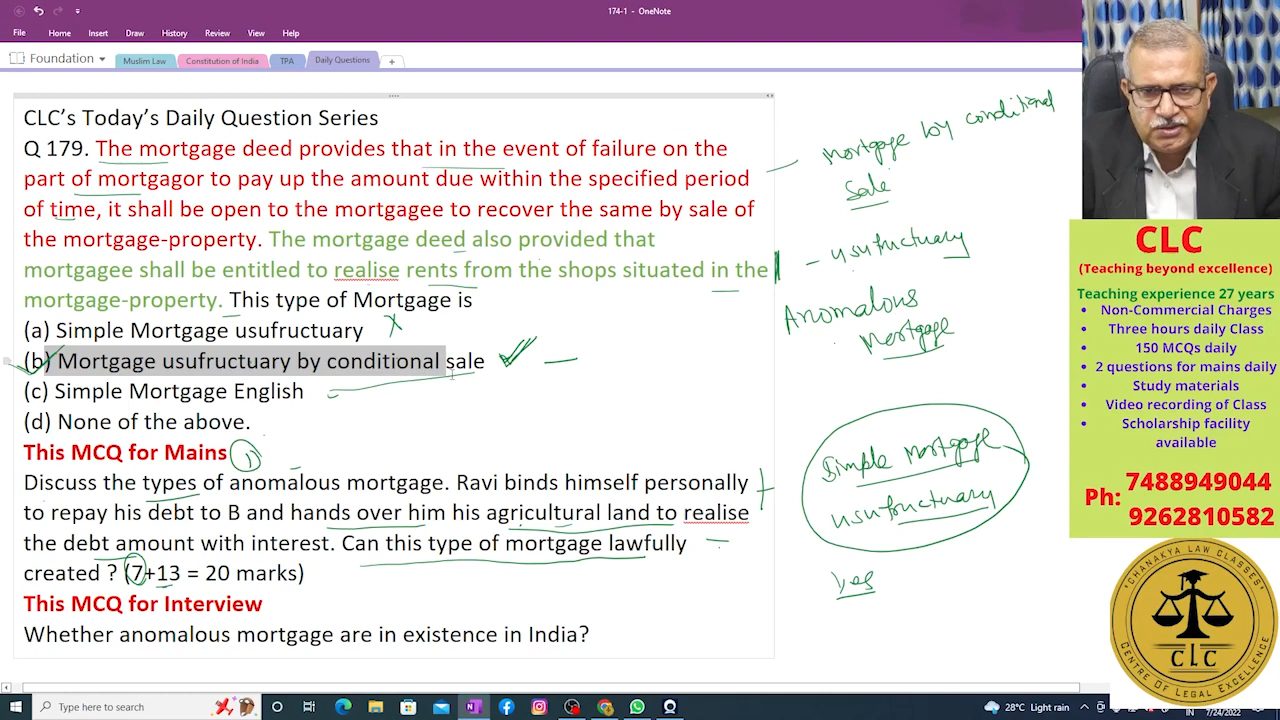 174-1 - OneNote
File Home Insert Draw History Review View Help
Foundation Muslim Law Constitution of India TPA Daily Questions +
CLC's Today's Daily Question Series
Q 179. The mortgage deed provides that in the event of failure on the
part of mortgagor to pay up the amount due within the specified period
of time, it shall be open to the mortgagee to recover the same by sale of
the mortgage-property. The mortgage deed also provided that
mortgagee shall be entitled to realise rents from the shops situated in the
mortgage-property. This type of Mortgage is
(a) Simple Mortgage usufructuary
(b) Mortgage usufructuary by conditional sale
(c) Simple Mortgage English
(d) None of the above.
This MCQ for Mains 1
Discuss the types of anomalous mortgage. Ravi binds himself personally
to repay his debt to B and hands over him his agricultural land to realise
the debt amount with interest. Can this type of mortgage lawfully
created ? (7+13 = 20 marks)
This MCQ for Interview
Whether anomalous mortgage are in existence in India?
mortgage by conditional
sale
usufructuary
Anomalous
mortgage
simple mortgage
usufructuary
yes
CLC
(Teaching beyond excellence)
Teaching experience 27 years
Non-Commercial Charges
Three hours daily Class
150 MCQs daily
2 questions for mains daily
Study materials
Video recording of Class
Scholarship facility
available
Ph: 7488949044
9262810582
"CHANAKYA LAW CLASSES"
CLC
CENTRE OF LEGAL EXCELLENCE
Type here to search
28°C Light rain
IN
7/24/2022